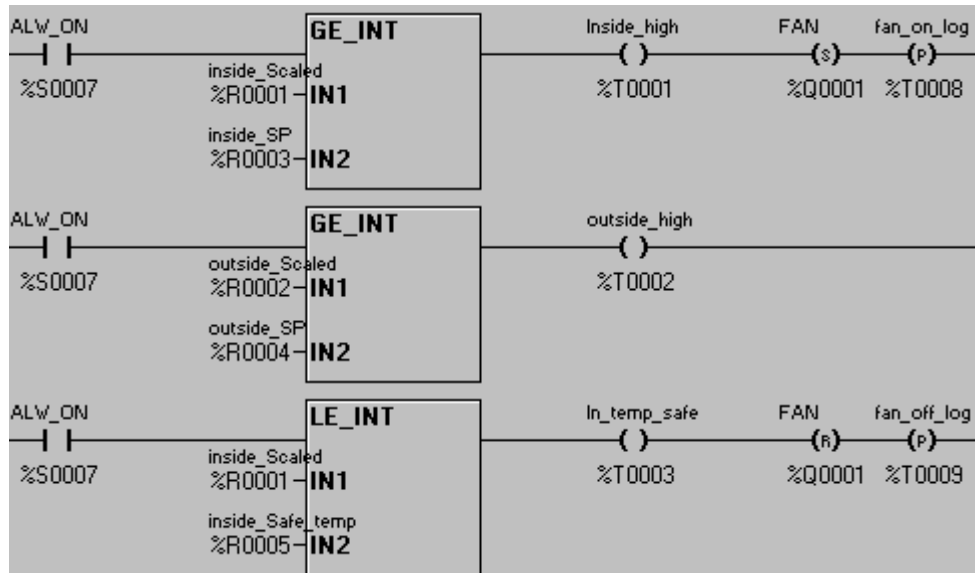 ALW_ON GE_INT Inside_high FAN fan_on_log
(S) (P)
%S0007 inside_Scaled %T0001 %Q0001 %T0008
%R0001 IN1
inside_SP
%R0003 IN2
ALW_ON GE_INT outside_high
%S0007 outside_Scaled %T0002
%R0002 IN1
outside_SP
%R0004 IN2
ALW_ON LE_INT In_temp_safe FAN fan_off_log
(R) (P)
%S0007 inside_Scaled %T0003 %Q0001 %T0009
%R0001 IN1
inside_Safe_temp
%R0005 IN2